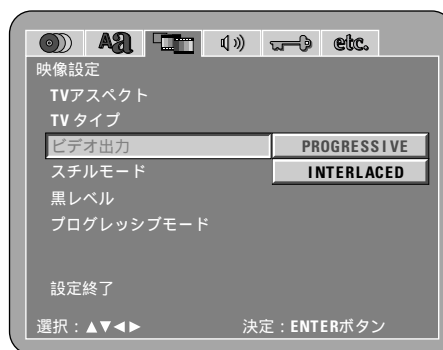 Aa etc.
映像設定
TVアスペクト
TV タイプ
ビデオ出力 PROGRESSIVE
スチルモード INTERLACED
黒レベル
プログレッシブモード
設定終了
選択：▲▼◀▶ 決定：ENTERボタン